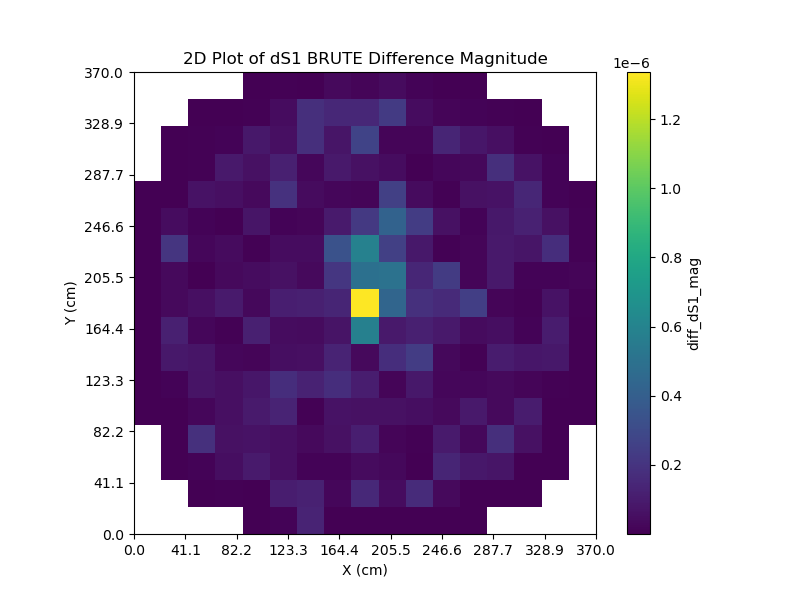 2D Plot of dS1 BRUTE Difference Magnitude
1e−6
370.0
328.9
287.7
246.6
205.5
164.4
123.3
82.2
41.1
0.0
Y (cm)
0.0 41.1 82.2 123.3 164.4 205.5 246.6 287.7 328.9 370.0
X (cm)
1.2
1.0
0.8
0.6
0.4
0.2
diff_dS1_mag